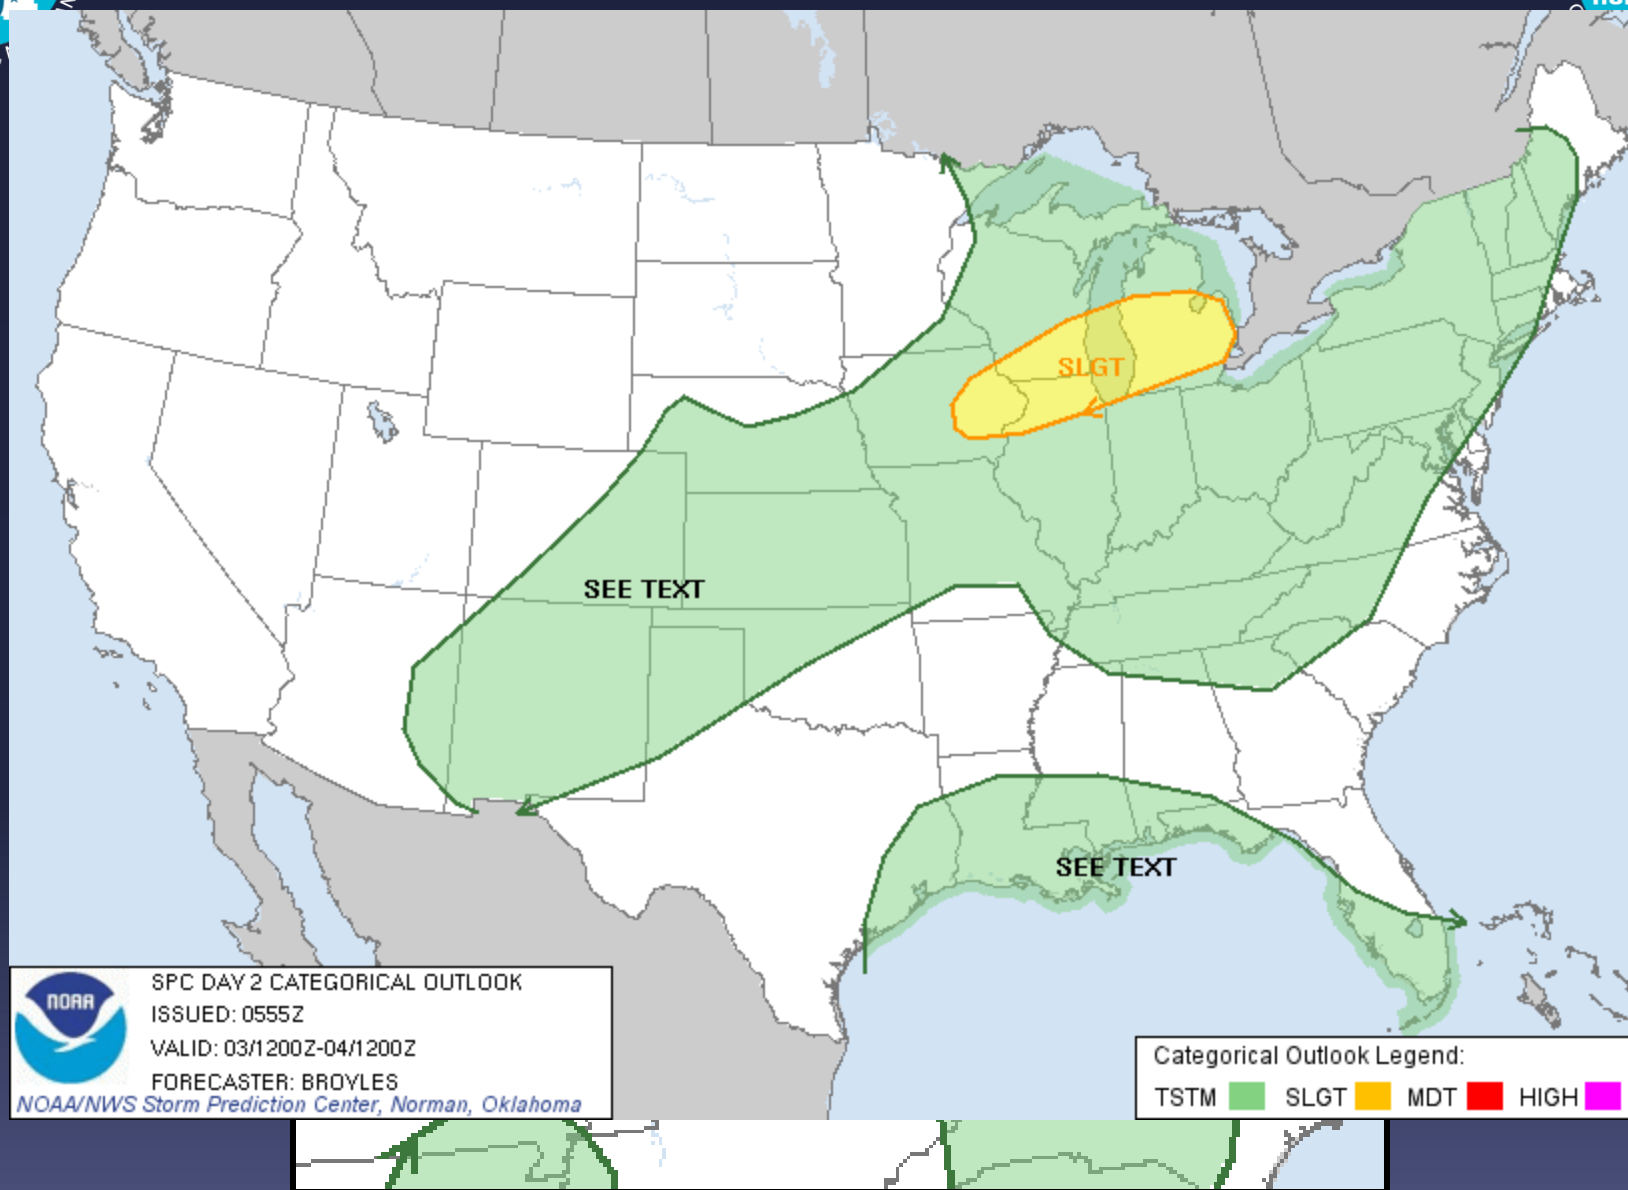 SLGT
SEE TEXT
SEE TEXT
NOAA
SPC DAY 2 CATEGORICAL OUTLOOK
ISSUED: 0555Z
VALID: 03/1200Z-04/1200Z
FORECASTER: BROYLES
NOAA/NWS Storm Prediction Center, Norman, Oklahoma
Categorical Outlook Legend:
TSTM SLGT MDT HIGH